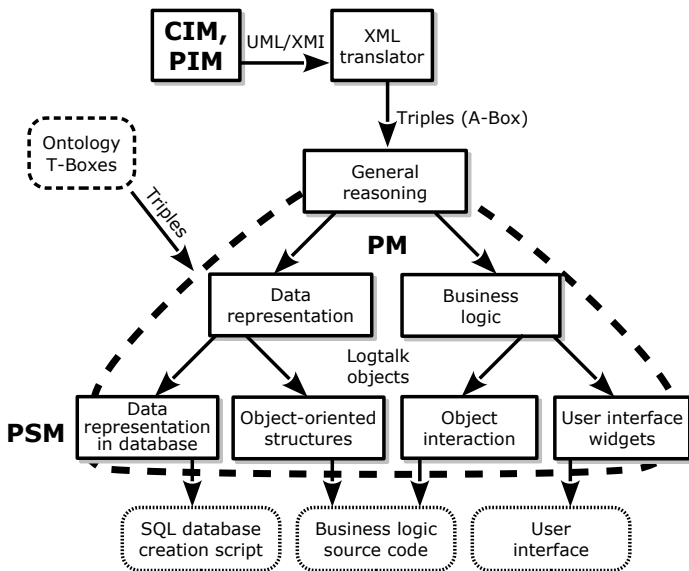 CIM,
PIM
UML/XMI
XML
translator
Triples (A-Box)
Ontology
T-Boxes
General
reasoning
Triples
PM
Data
representation
Business
logic
Logtalk
objects
PSM
Data
representation
in database
Object-oriented
structures
Object
interaction
User interface
widgets
SQL database
creation script
Business logic
source code
User
interface